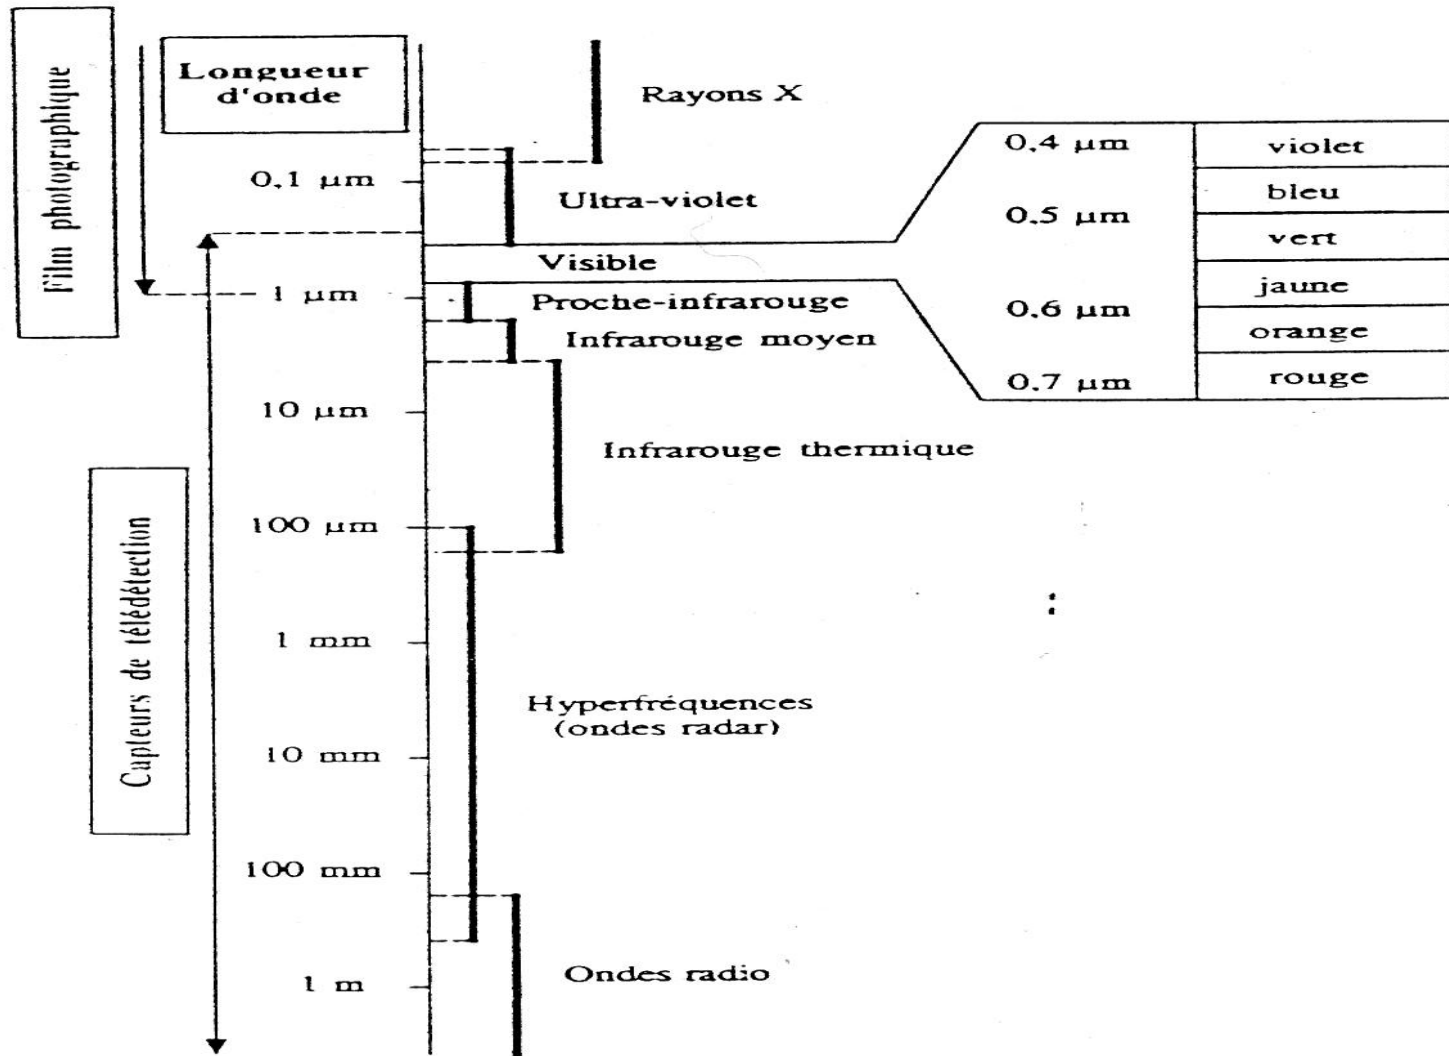 Film photographique
Longueur
d'onde
Rayons X
0,1 µm
Ultra-violet
Visible
1 µm
Proche-infrarouge
Infrarouge moyen
10 µm
Infrarouge thermique
100 µm
1 mm
Hyperfréquences
(ondes radar)
10 mm
100 mm
Ondes radio
1 m
Capteurs de télédétection
0,4 µm
violet
bleu
0.5 µm
vert
jaune
0.6 µm
orange
0.7 µm
rouge